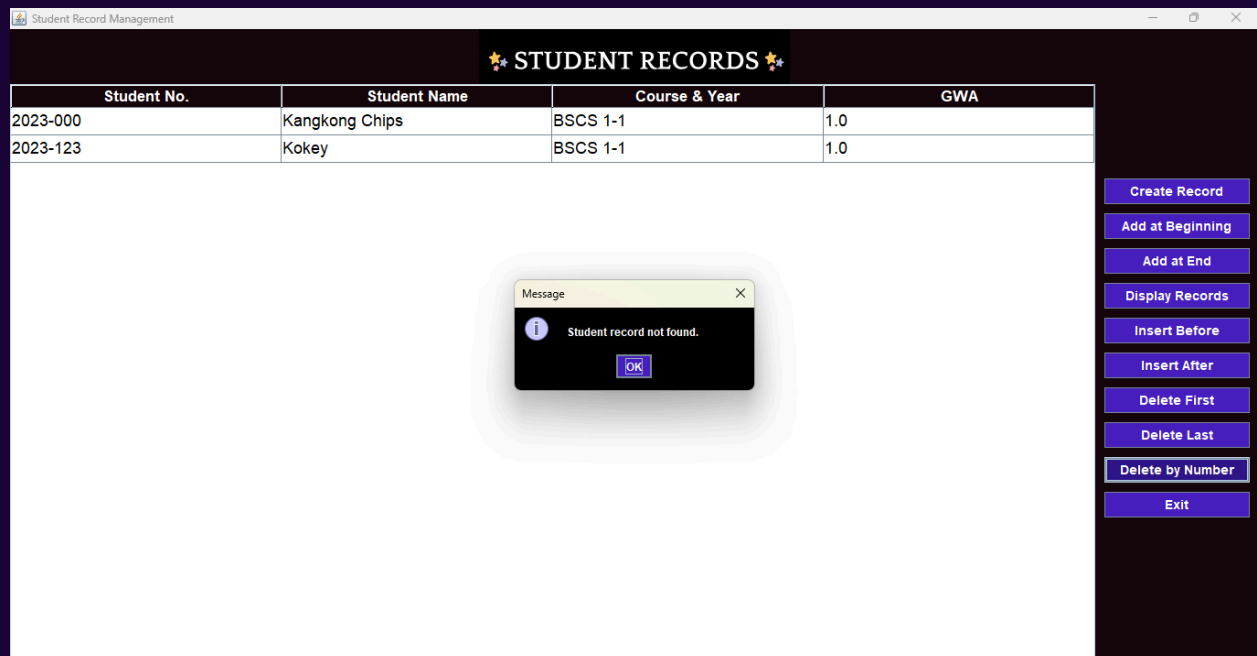 Student Record Management
STUDENT RECORDS
Student No. Student Name Course & Year GWA
2023-000 Kangkong Chips BSCS 1-1 1.0
2023-123 Kokey BSCS 1-1 1.0
Message
i Student record not found.
OK
Create Record
Add at Beginning
Add at End
Display Records
Insert Before
Insert After
Delete First
Delete Last
Delete by Number
Exit